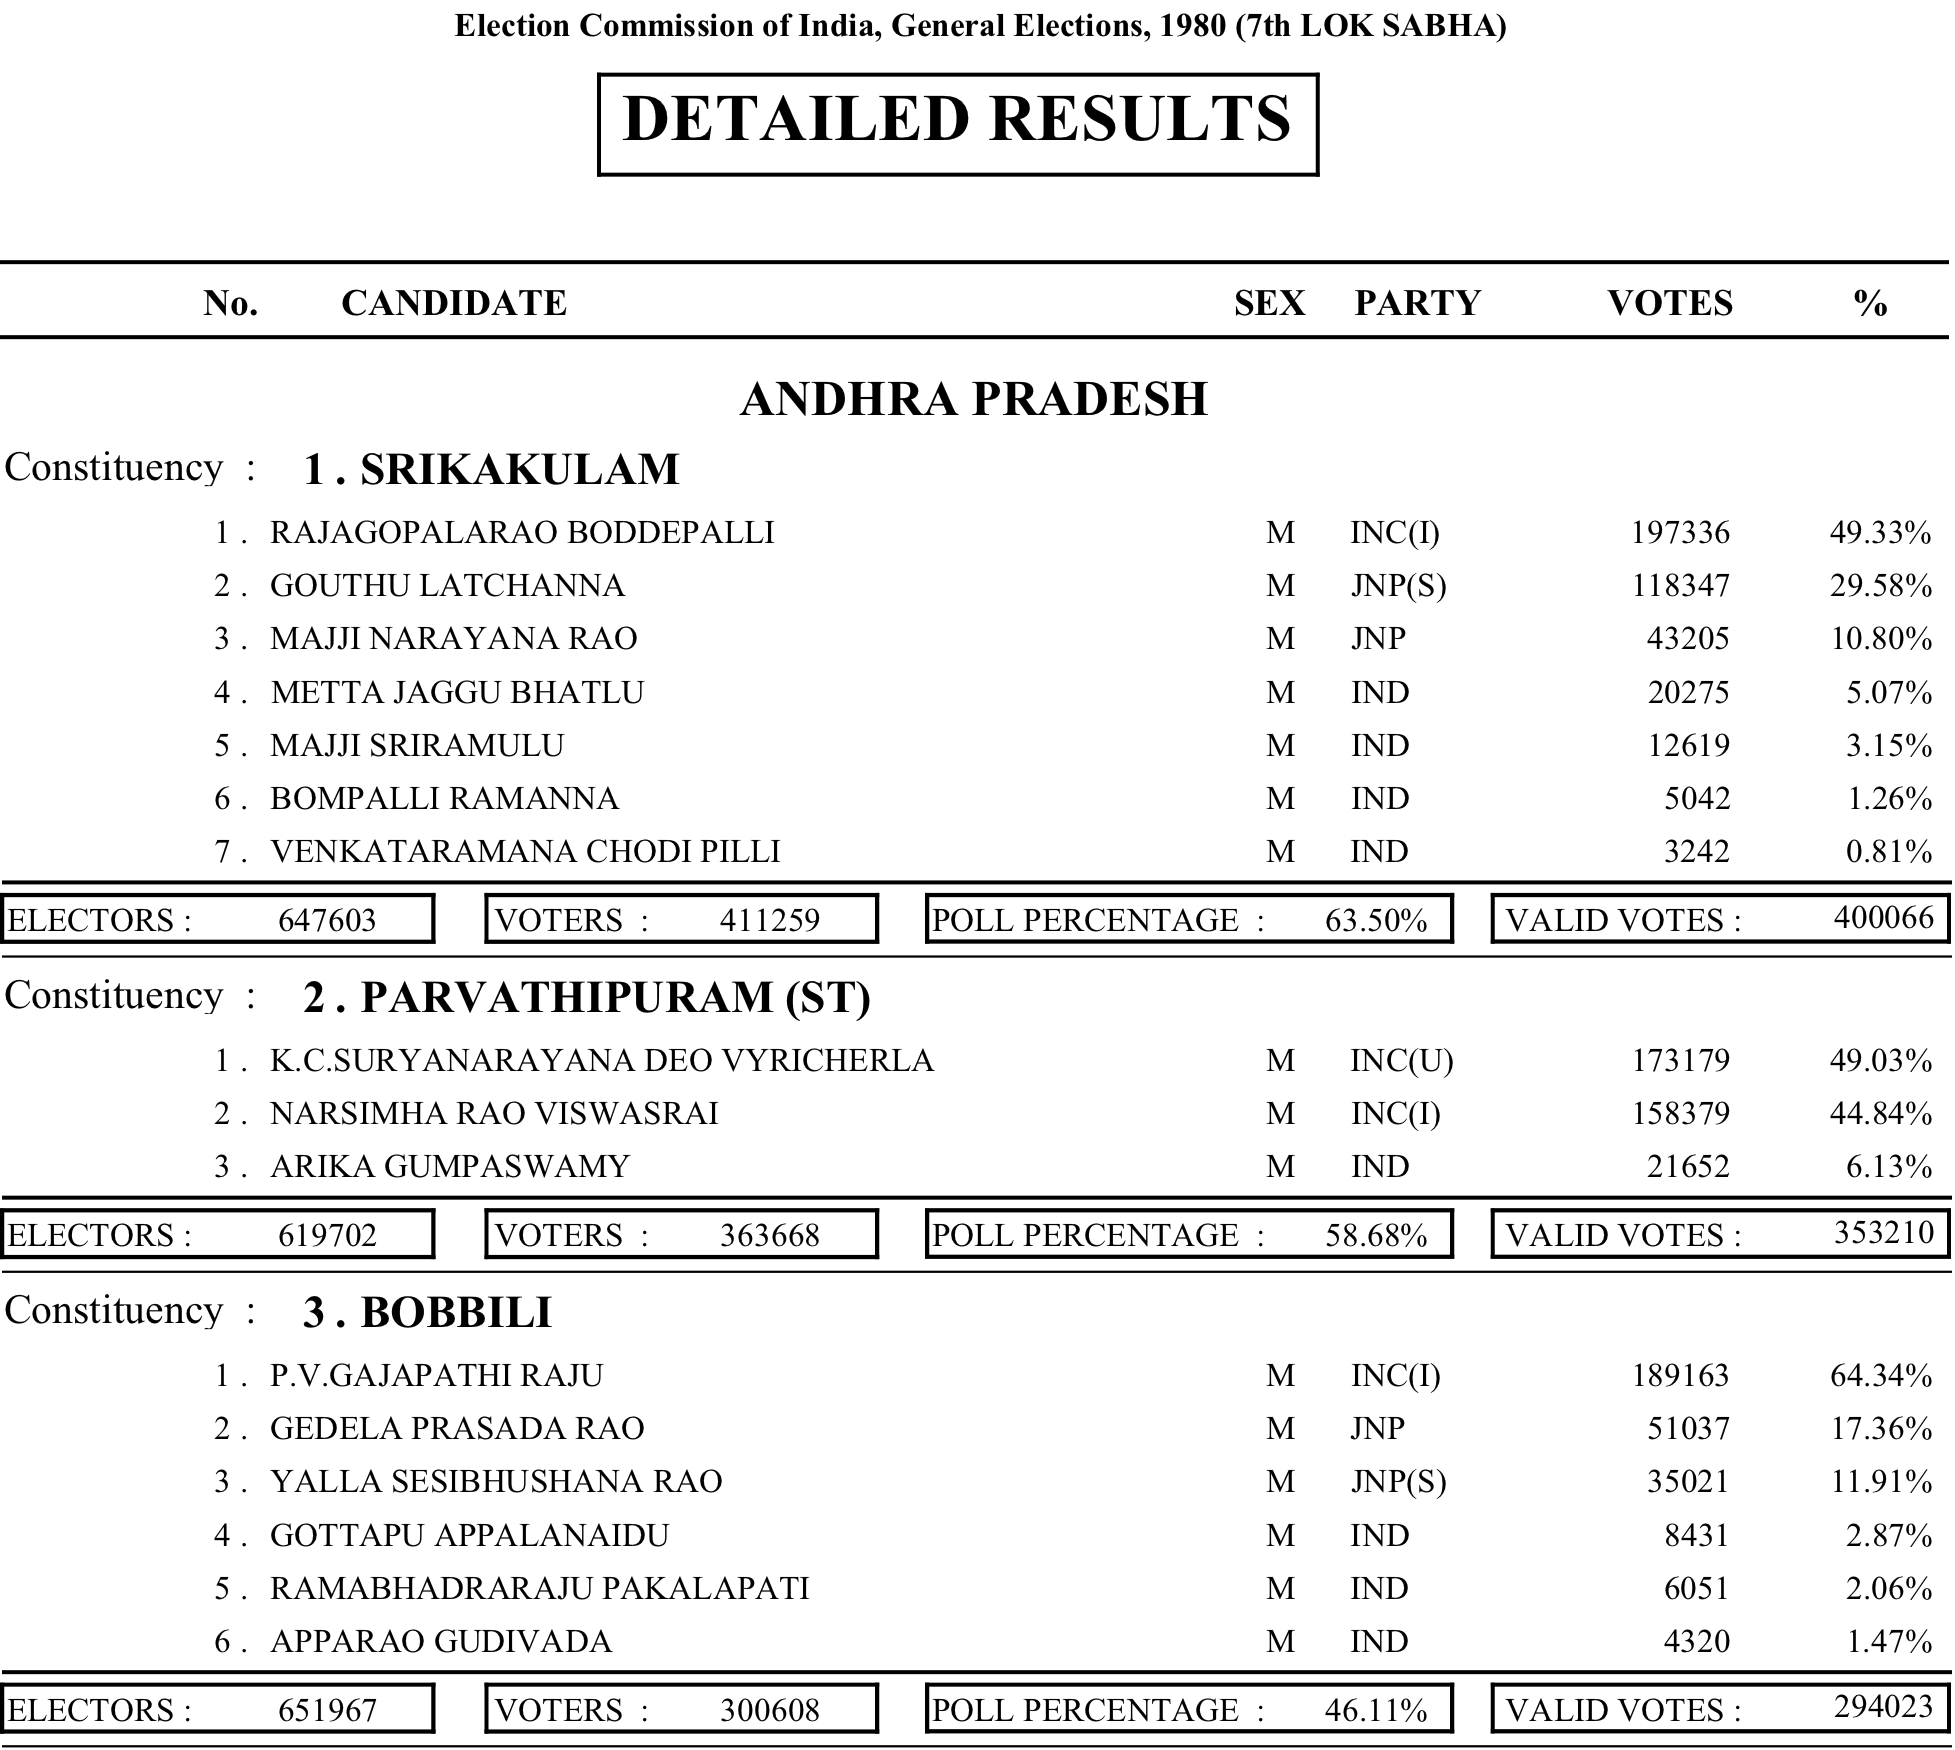 Election Commission of India, General Elections, 1980 (7th LOK SABHA)
DETAILED RESULTS
No. CANDIDATE SEX PARTY VOTES %
ANDHRA PRADESH
Constituency : 1 . SRIKAKULAM
1 . RAJAGOPALARAO BODDEPALLI M INC(I) 197336 49.33%
2 . GOUTHU LATCHANNA M JNP(S) 118347 29.58%
3 . MAJJI NARAYANA RAO M JNP 43205 10.80%
4 . METTA JAGGU BHATLU M IND 20275 5.07%
5 . MAJJI SRIRAMULU M IND 12619 3.15%
6 . BOMPALLI RAMANNA M IND 5042 1.26%
7 . VENKATARAMANA CHODI PILLI M IND 3242 0.81%
ELECTORS : 647603 VOTERS : 411259 POLL PERCENTAGE : 63.50% VALID VOTES : 400066
Constituency : 2 . PARVATHIPURAM (ST)
1 . K.C.SURYANARAYANA DEO VYRICHERLA M INC(U) 173179 49.03%
2 . NARSIMHA RAO VISWASRAI M INC(I) 158379 44.84%
3 . ARIKA GUMPASWAMY M IND 21652 6.13%
ELECTORS : 619702 VOTERS : 363668 POLL PERCENTAGE : 58.68% VALID VOTES : 353210
Constituency : 3 . BOBBILI
1 . P.V.GAJAPATHI RAJU M INC(I) 189163 64.34%
2 . GEDELA PRASADA RAO M JNP 51037 17.36%
3 . YALLA SESIBHUSHANA RAO M JNP(S) 35021 11.91%
4 . GOTTAPU APPALANAIDU M IND 8431 2.87%
5 . RAMABHADRARAJU PAKALAPATI M IND 6051 2.06%
6 . APPARAO GUDIVADA M IND 4320 1.47%
ELECTORS : 651967 VOTERS : 300608 POLL PERCENTAGE : 46.11% VALID VOTES : 294023